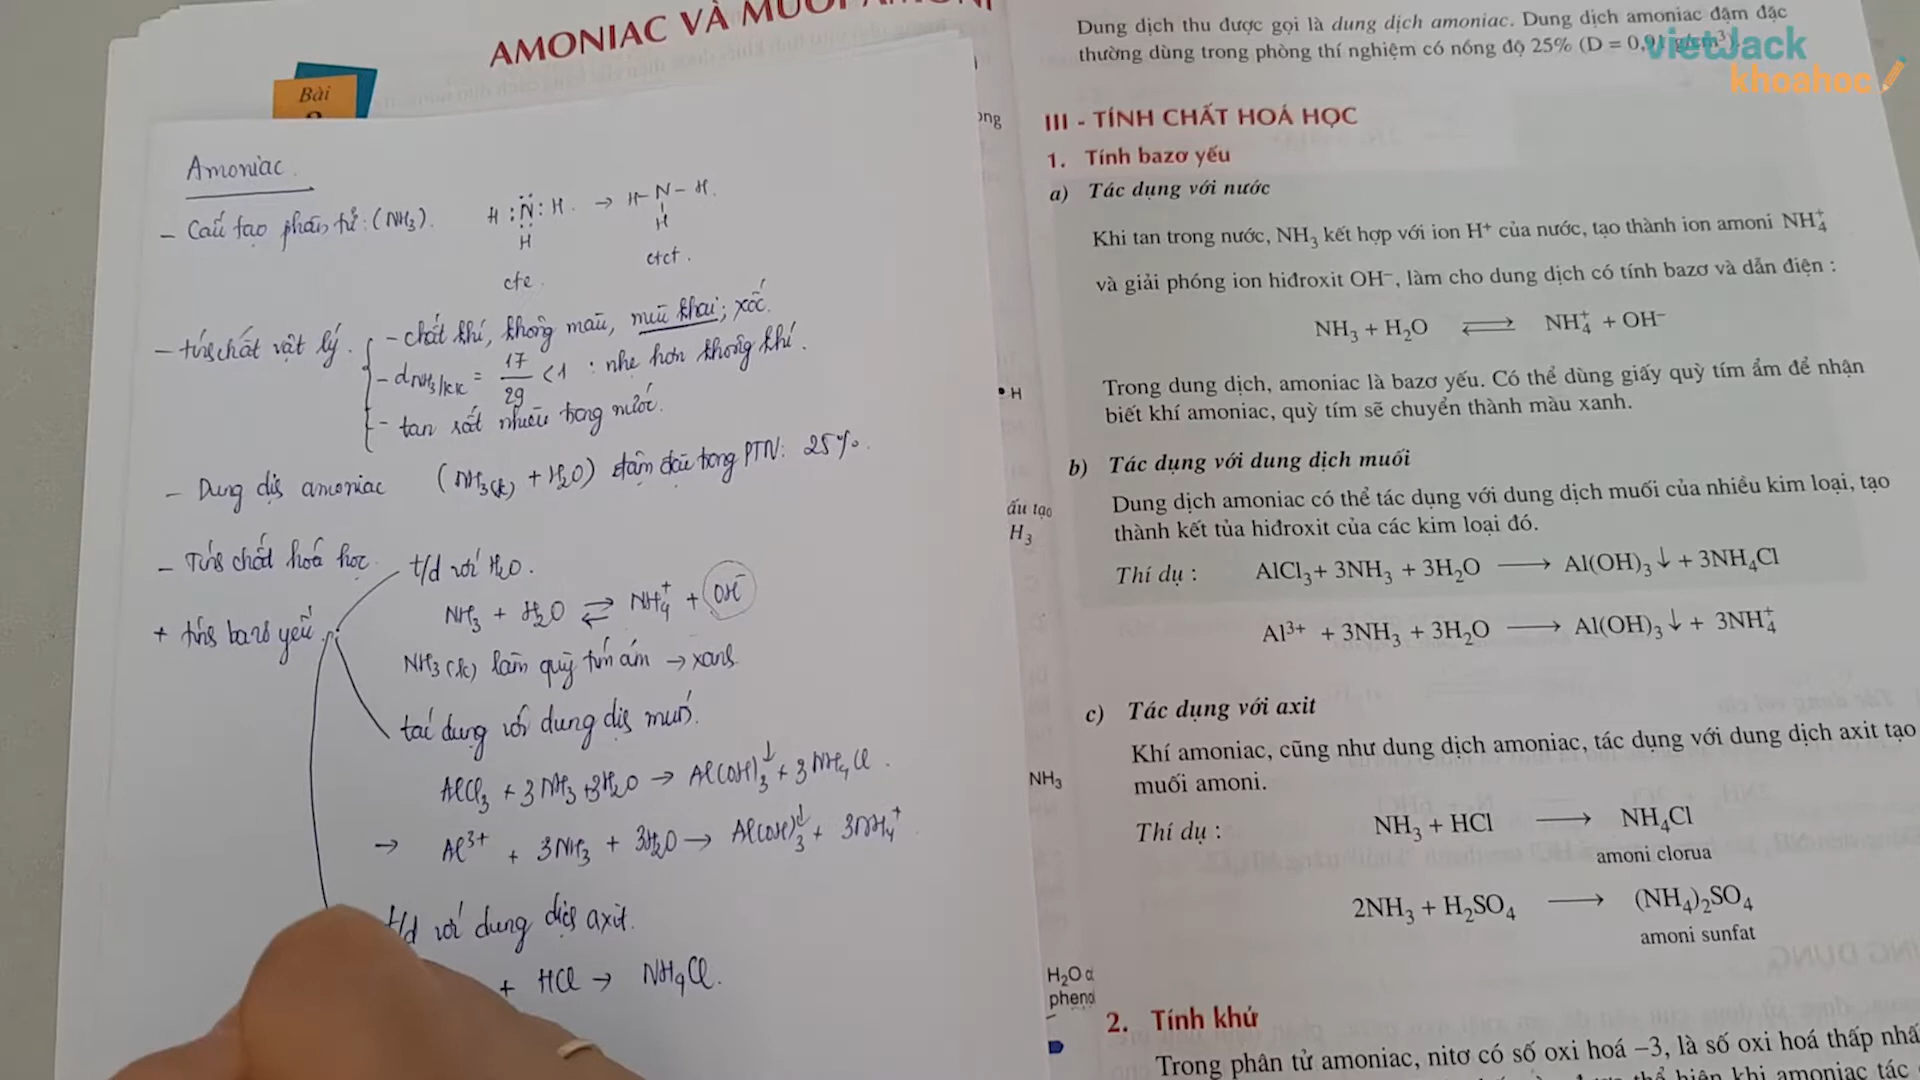 AMONIAC VÀ MUỐI AMONI
Bài
Amoniac.
- Cấu tạo phân tử: (NH3).
H : N : H. → H - N - H.
H
H
cte.
ctct.
- tính chất vật lý.
- chất khí, không màu, mùi khai; xốc.
- dNH3/KK = 17/29 < 1 : nhẹ hơn không khí.
- tan rất nhiều trong nước.
- Dung dịch amoniac (NH3(k) + H2O) đậm đặc trong PTN: 25%.
- Tính chất hoá học.
+ tính bazơ yếu
t/d với H2O.
NH3 + H2O ⇌ NH4+ + OH-
NH3(k) làm quỳ tím ẩm → xanh.
tác dụng với dung dịch muối.
AlCl3 + 3NH3 + 3H2O → Al(OH)3↓ + 3NH4Cl.
→ Al3+ + 3NH3 + 3H2O → Al(OH)3↓ + 3NH4+
t/d với dung dịch axit.
+ HCl → NH4Cl.
ong
• H
ấu tạo
H3
NH3
H2O
pheno
Dung dịch thu được gọi là dung dịch amoniac. Dung dịch amoniac đậm đặc
thường dùng trong phòng thí nghiệm có nồng độ 25% (D = 0,91 g/cm3).
vietJack
khoahoc
III - TÍNH CHẤT HOÁ HỌC
1. Tính bazơ yếu
a) Tác dụng với nước
Khi tan trong nước, NH3 kết hợp với ion H+ của nước, tạo thành ion amoni NH4+
và giải phóng ion hiđroxit OH–, làm cho dung dịch có tính bazơ và dẫn điện :
NH3 + H2O ⇌ NH4+ + OH–
Trong dung dịch, amoniac là bazơ yếu. Có thể dùng giấy quỳ tím ẩm để nhận
biết khí amoniac, quỳ tím sẽ chuyển thành màu xanh.
b) Tác dụng với dung dịch muối
Dung dịch amoniac có thể tác dụng với dung dịch muối của nhiều kim loại, tạo
thành kết tủa hiđroxit của các kim loại đó.
Thí dụ : AlCl3 + 3NH3 + 3H2O → Al(OH)3↓ + 3NH4Cl
Al3+ + 3NH3 + 3H2O → Al(OH)3↓ + 3NH4+
c) Tác dụng với axit
Khí amoniac, cũng như dung dịch amoniac, tác dụng với dung dịch axit tạo
muối amoni.
Thí dụ : NH3 + HCl → NH4Cl
amoni clorua
2NH3 + H2SO4 → (NH4)2SO4
amoni sunfat
2. Tính khử
Trong phân tử amoniac, nitơ có số oxi hoá –3, là số oxi hoá thấp nhấ
thể hiện khi amoniac tác